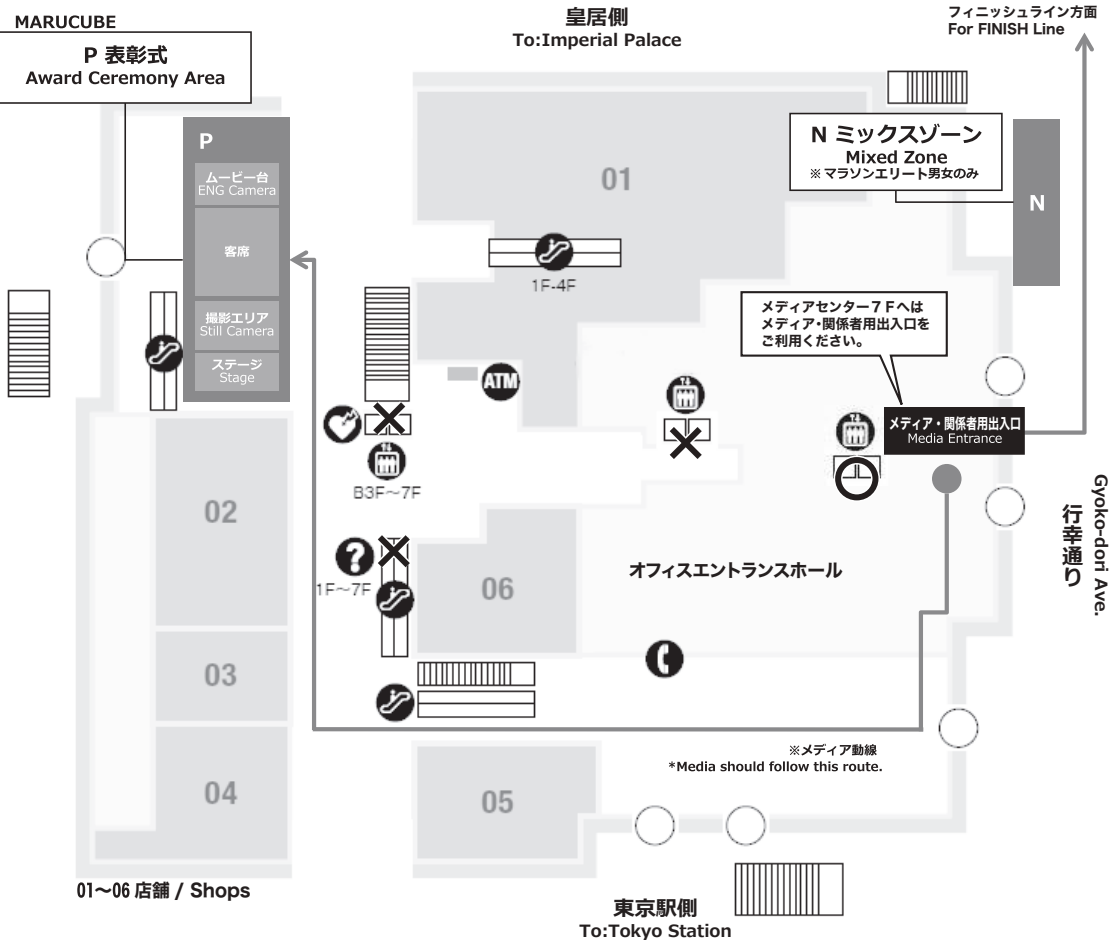 MARUCUBE
P 表彰式
Award Ceremony Area
皇居側
To:Imperial Palace
フィニッシュライン方面
For FINISH Line
P
ムービー台
ENG Camera
客席
撮影エリア
Still Camera
ステージ
Stage
01
1F-4F
N ミックスゾーン
Mixed Zone
※マラソンエリート男女のみ
N
メディアセンター7Fへは
メディア・関係者用出入口を
ご利用ください。
ATM
メディア・関係者用出入口
Media Entrance
B3F～7F
02
?
1F～7F
06
オフィスエントランスホール
Gyoko-dori Ave.
行幸通り
03
04
05
※メディア動線
*Media should follow this route.
01～06 店舗 / Shops
東京駅側
To:Tokyo Station